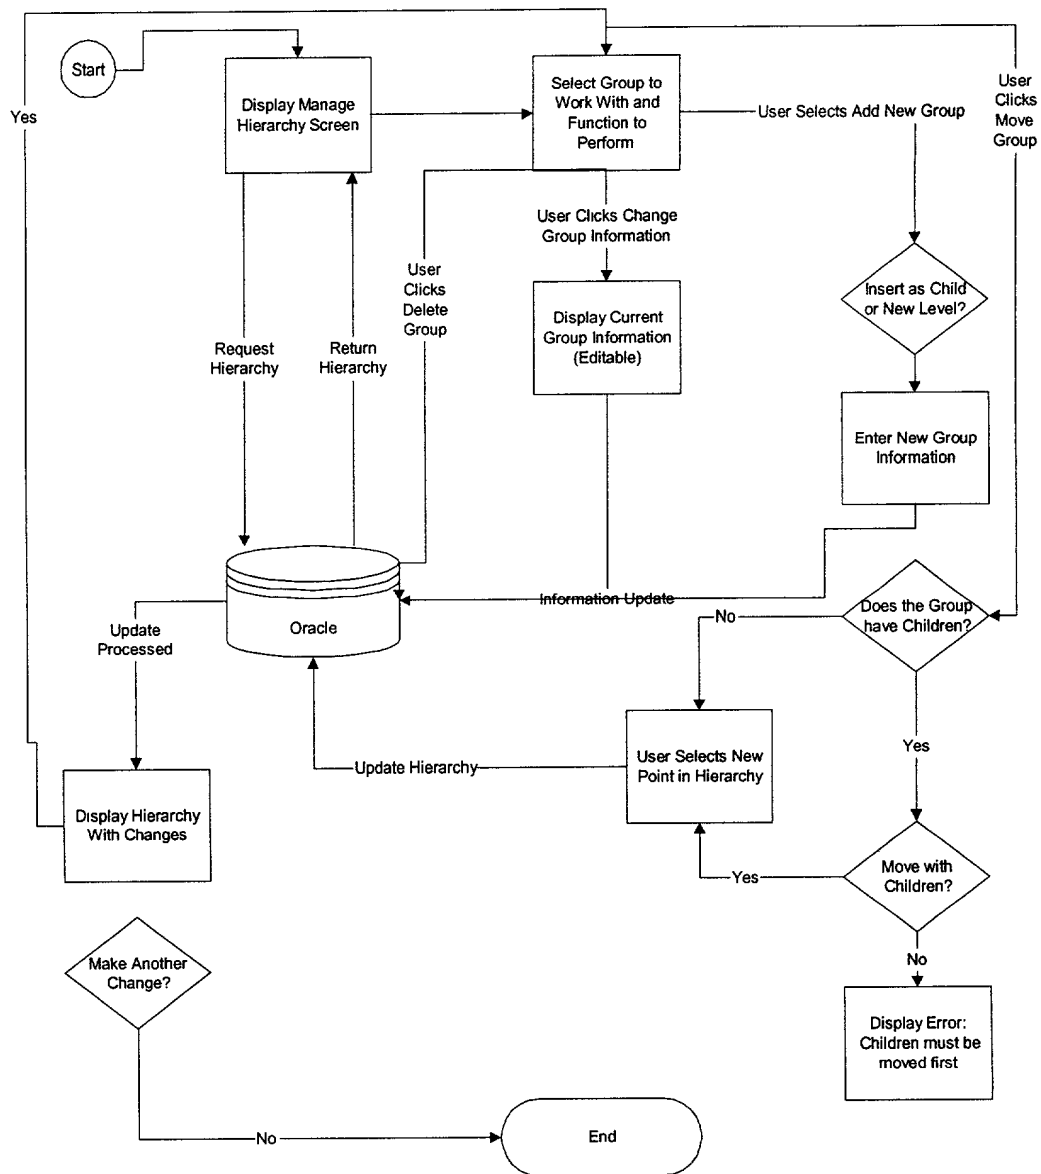 Start
Yes
Display Manage
Hierarchy Screen
Select Group to
Work With and
Function to
Perform
User Selects Add New Group
User
Clicks
Move
Group
User Clicks Change
Group Information
User
Clicks
Delete
Group
Insert as Child
or New Level?
Display Current
Group Information
(Editable)
Request
Hierarchy
Return
Hierarchy
Enter New Group
Information
Information Update
Oracle
Does the Group
have Children?
No
Update
Processed
Yes
User Selects New
Point in Hierarchy
Update Hierarchy
Display Hierarchy
With Changes
Yes
Move with
Children?
Make Another
Change?
No
Display Error:
Children must be
moved first
No
End